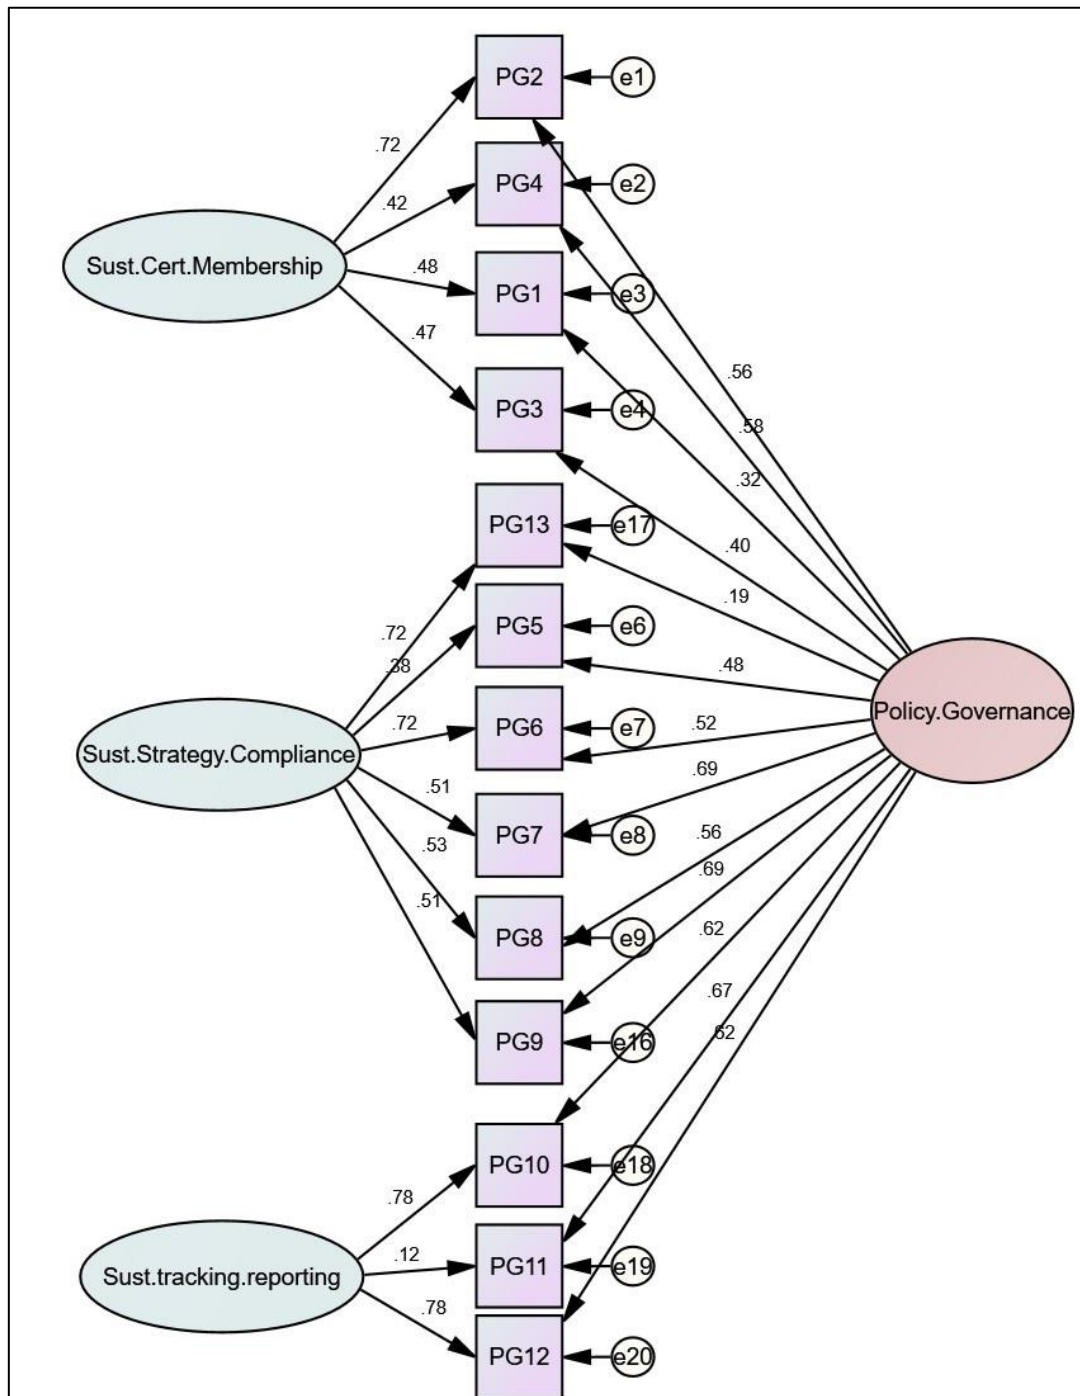 PG2
e1
.72
PG4
e2
.42
Sust.Cert.Membership
.48
PG1
e3
.47
.56
PG3
e4
.58
.32
PG13
e17
.40
.19
.72
PG5
e6
.38
.48
Sust.Strategy.Compliance
.72
PG6
e7
.52
Policy.Governance
.69
.51
PG7
e8
.56
.53
.69
.51
PG8
e9
.62
PG9
e16
.67
.62
PG10
e18
.78
Sust.tracking.reporting
.12
PG11
e19
.78
PG12
e20